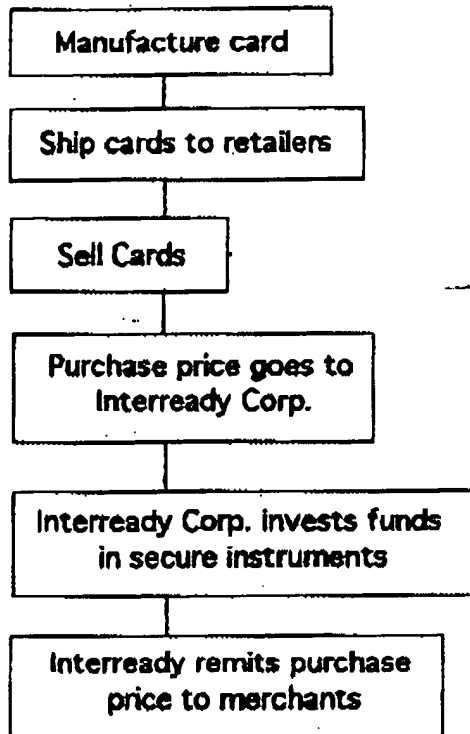 Manufacture card
Ship cards to retailers
Sell Cards
Purchase price goes to
Interready Corp.
Interready Corp. invests funds
in secure instruments
Interready remits purchase
price to merchants